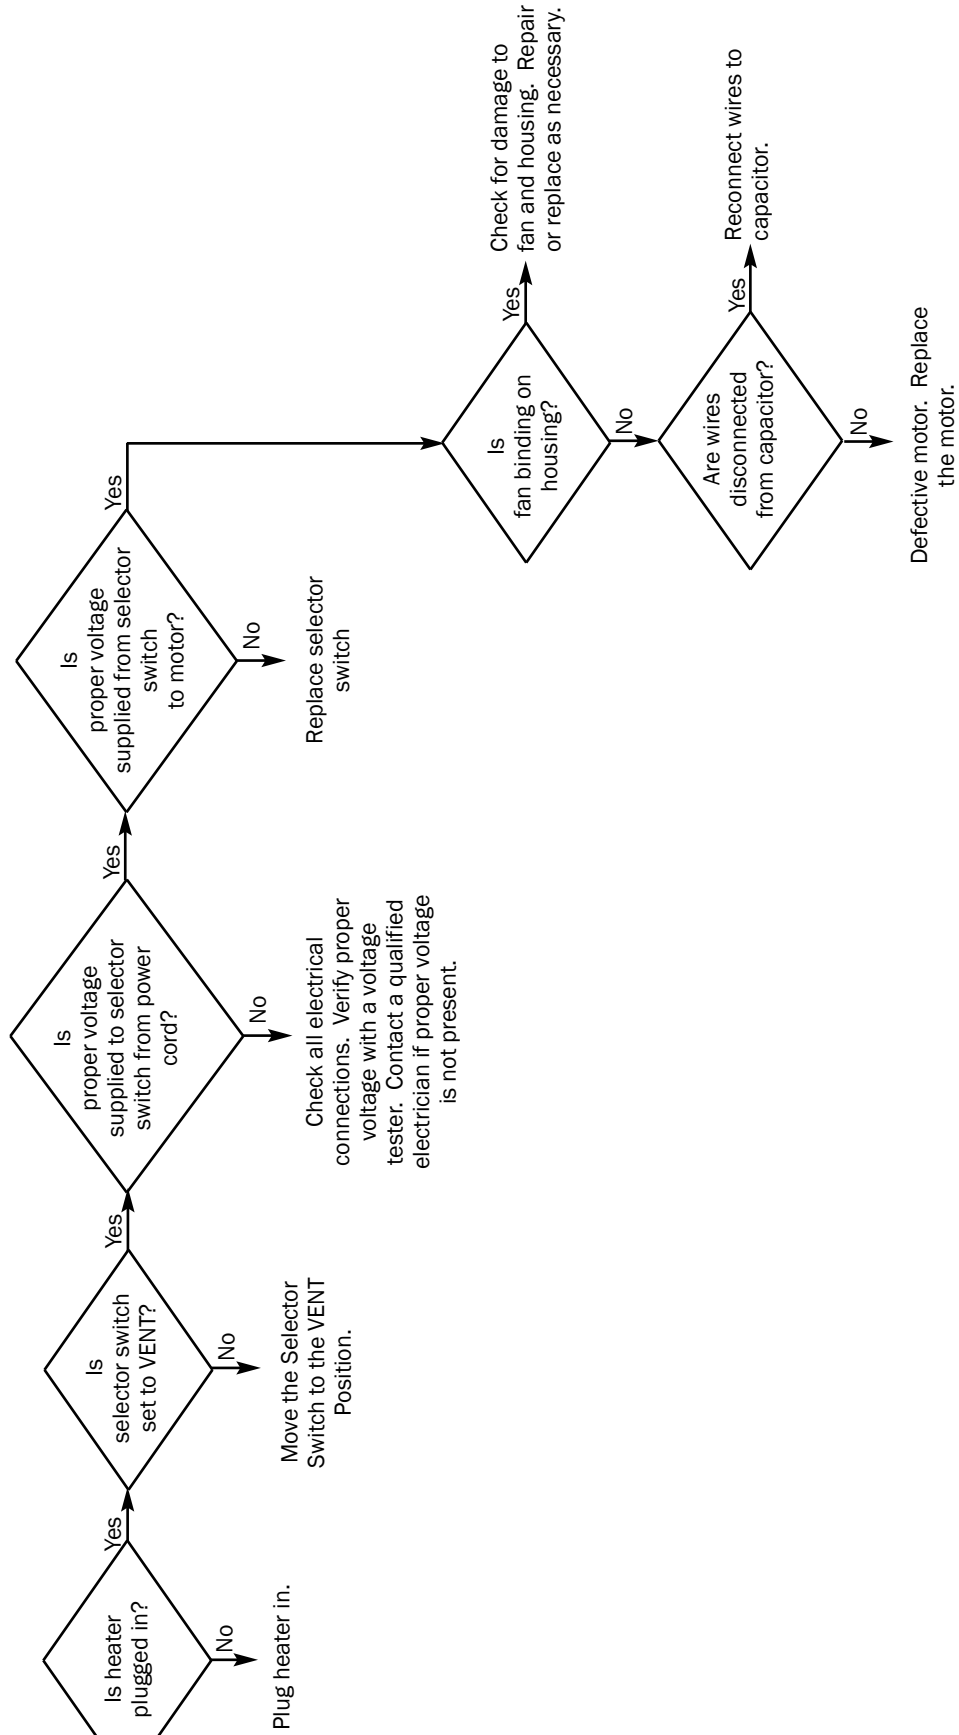 Is heater
plugged in?
Yes
No
Plug heater in.
Is
selector switch
set to VENT?
Yes
No
Move the Selector
Switch to the VENT
Position.
Is
proper voltage
supplied to selector
switch from power
cord?
Yes
No
Check all electrical
connections. Verify proper
voltage with a voltage
tester. Contact a qualified
electrician if proper voltage
is not present.
Is
proper voltage
supplied from selector
switch
to motor?
Yes
No
Replace selector
switch
Is
fan binding on
housing?
Yes
Check for damage to
fan and housing. Repair
or replace as necessary.
No
Are wires
disconnected
from capacitor?
Yes
Reconnect wires to
capacitor.
No
Defective motor. Replace
the motor.